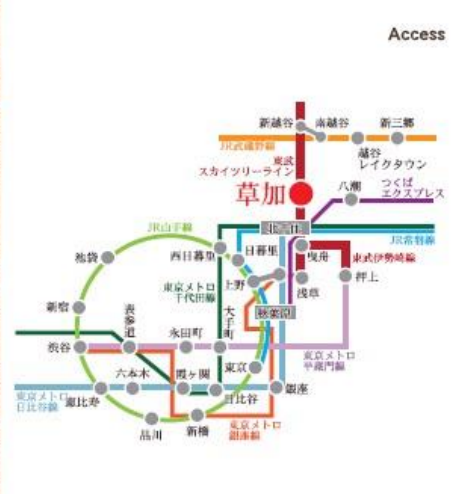 Access
新越谷 南越谷 新三郷
JR武蔵野線
越谷
レイクタウン
東武
スカイツリーライン
草加
八潮
つくば
エクスプレス
北千住
JR常磐線
JR山手線
西日暮里
日暮里
曳舟
東武伊勢崎線
池袋
東京メトロ
千代田線
上野
浅草
押上
新宿
表参道
大手町
秋葉原
永田町
渋谷
東京メトロ
半蔵門線
六本木
霞ヶ関
東京
銀座
東京メトロ
日比谷線
恵比寿
日比谷
品川
新橋
東京メトロ
銀座線